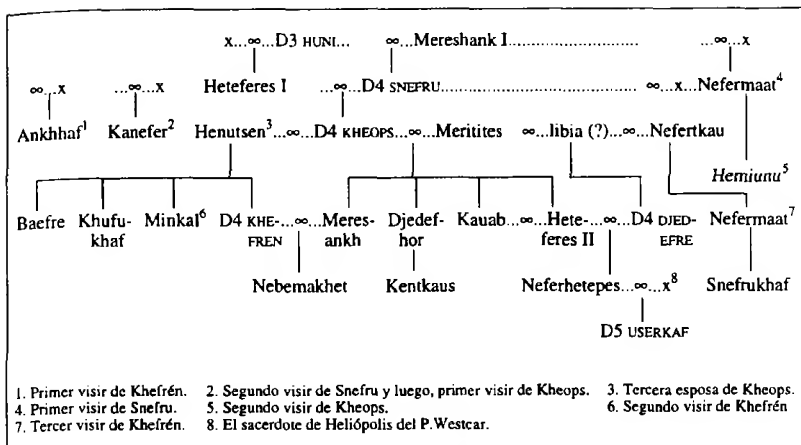 x...∞...D3 HUNI... ∞...Mereshank I................................ ∞...x
∞...x ...∞...x Heteferes I ...∞...D4 SNEFRU................................ ∞...x...Nefermaat⁴
Ankhhaf¹ Kanefer² Henutsen³...∞...D4 KHEOPS...∞...Meritites ∞...libia (?)...∞...Nefertkau
Hemiunu⁵
Baefre Khufu- Minkal⁶ D4 KHE-...∞...Meres- Djedef- Kauab...∞...Hete-...∞...D4 DJED- Nefermaat⁷
khaf FREN ankh hor feres II EFRE
Nebemakhet Kentkaus Neferhetepes...∞...x⁸ Snefrukhaf
D5 USERKAF
1. Primer visir de Khefrén. 2. Segundo visir de Snefru y luego, primer visir de Kheops. 3. Tercera esposa de Kheops.
4. Primer visir de Snefru. 5. Segundo visir de Kheops. 6. Segundo visir de Khefrén
7. Tercer visir de Khefrén. 8. El sacerdote de Heliópolis del P.Westcar.